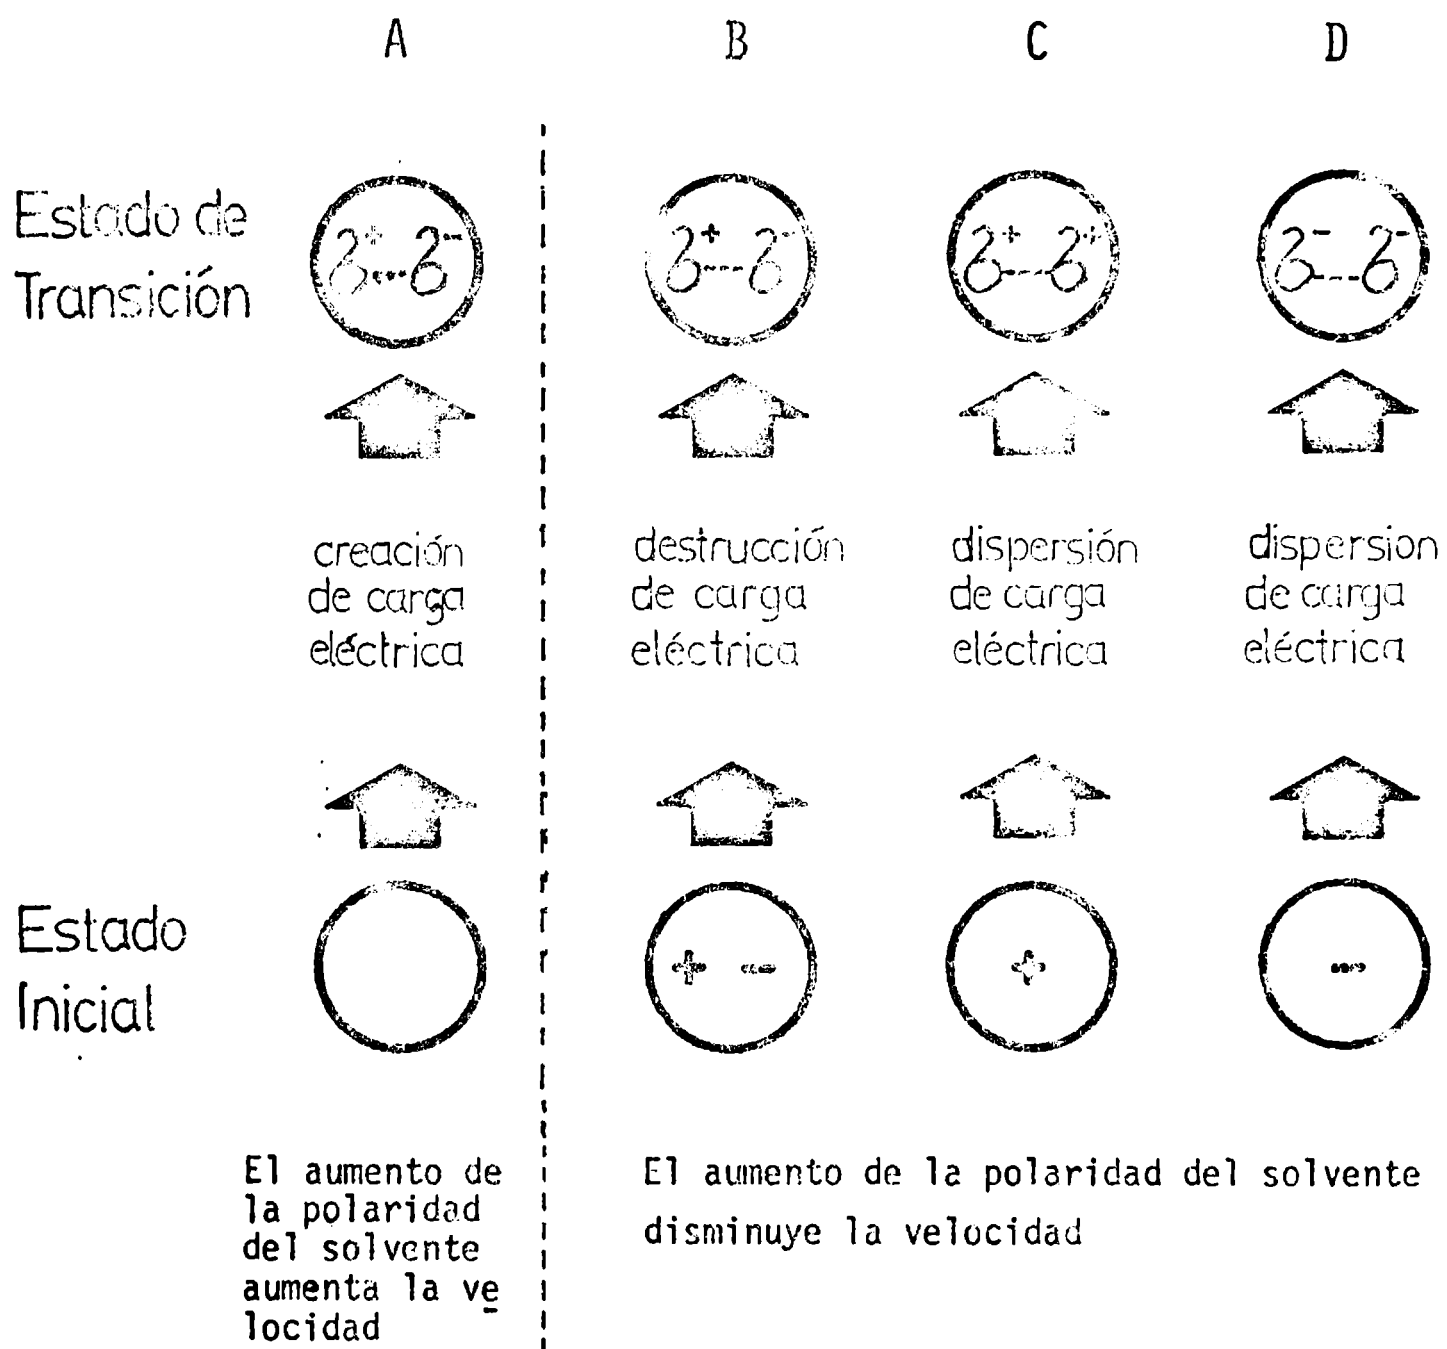 A B C D
Estado de
Transición
δ+ --- δ- δ+ --- δ- δ+ --- δ+ δ- --- δ-
creación destrucción dispersión dispersion
de carga de carga de carga de carga
eléctrica eléctrica eléctrica eléctrica
Estado
Inicial
+ - + -
El aumento de
la polaridad
del solvente
aumenta la ve
locidad
El aumento de la polaridad del solvente
disminuye la velocidad